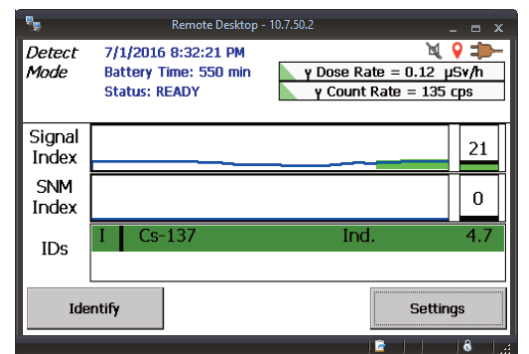 Remote Desktop - 10.7.50.2
Detect Mode
7/1/2016 8:32:21 PM
Battery Time: 550 min
Status: READY
γ Dose Rate = 0.12 μSv/h
γ Count Rate = 135 cps
Signal Index
21
SNM Index
0
IDs
I Cs-137 Ind. 4.7
Identify
Settings